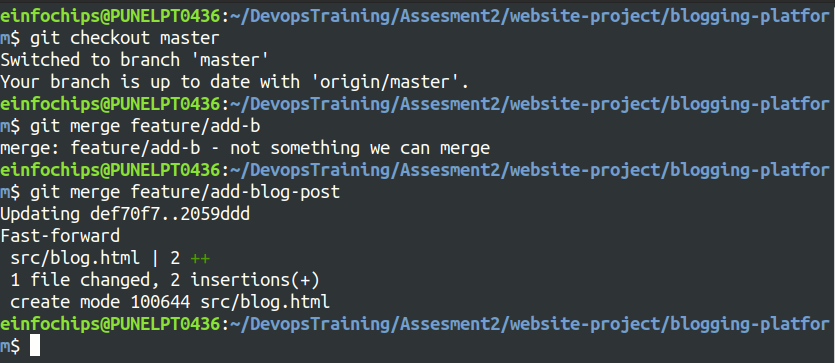 einfochips@PUNELPT0436:~/DevopsTraining/Assesment2/website-project/blogging-platfor
m$ git checkout master
Switched to branch 'master'
Your branch is up to date with 'origin/master'.
einfochips@PUNELPT0436:~/DevopsTraining/Assesment2/website-project/blogging-platfor
m$ git merge feature/add-b
merge: feature/add-b - not something we can merge
einfochips@PUNELPT0436:~/DevopsTraining/Assesment2/website-project/blogging-platfor
m$ git merge feature/add-blog-post
Updating def70f7..2059ddd
Fast-forward
 src/blog.html | 2 ++
 1 file changed, 2 insertions(+)
 create mode 100644 src/blog.html
einfochips@PUNELPT0436:~/DevopsTraining/Assesment2/website-project/blogging-platfor
m$